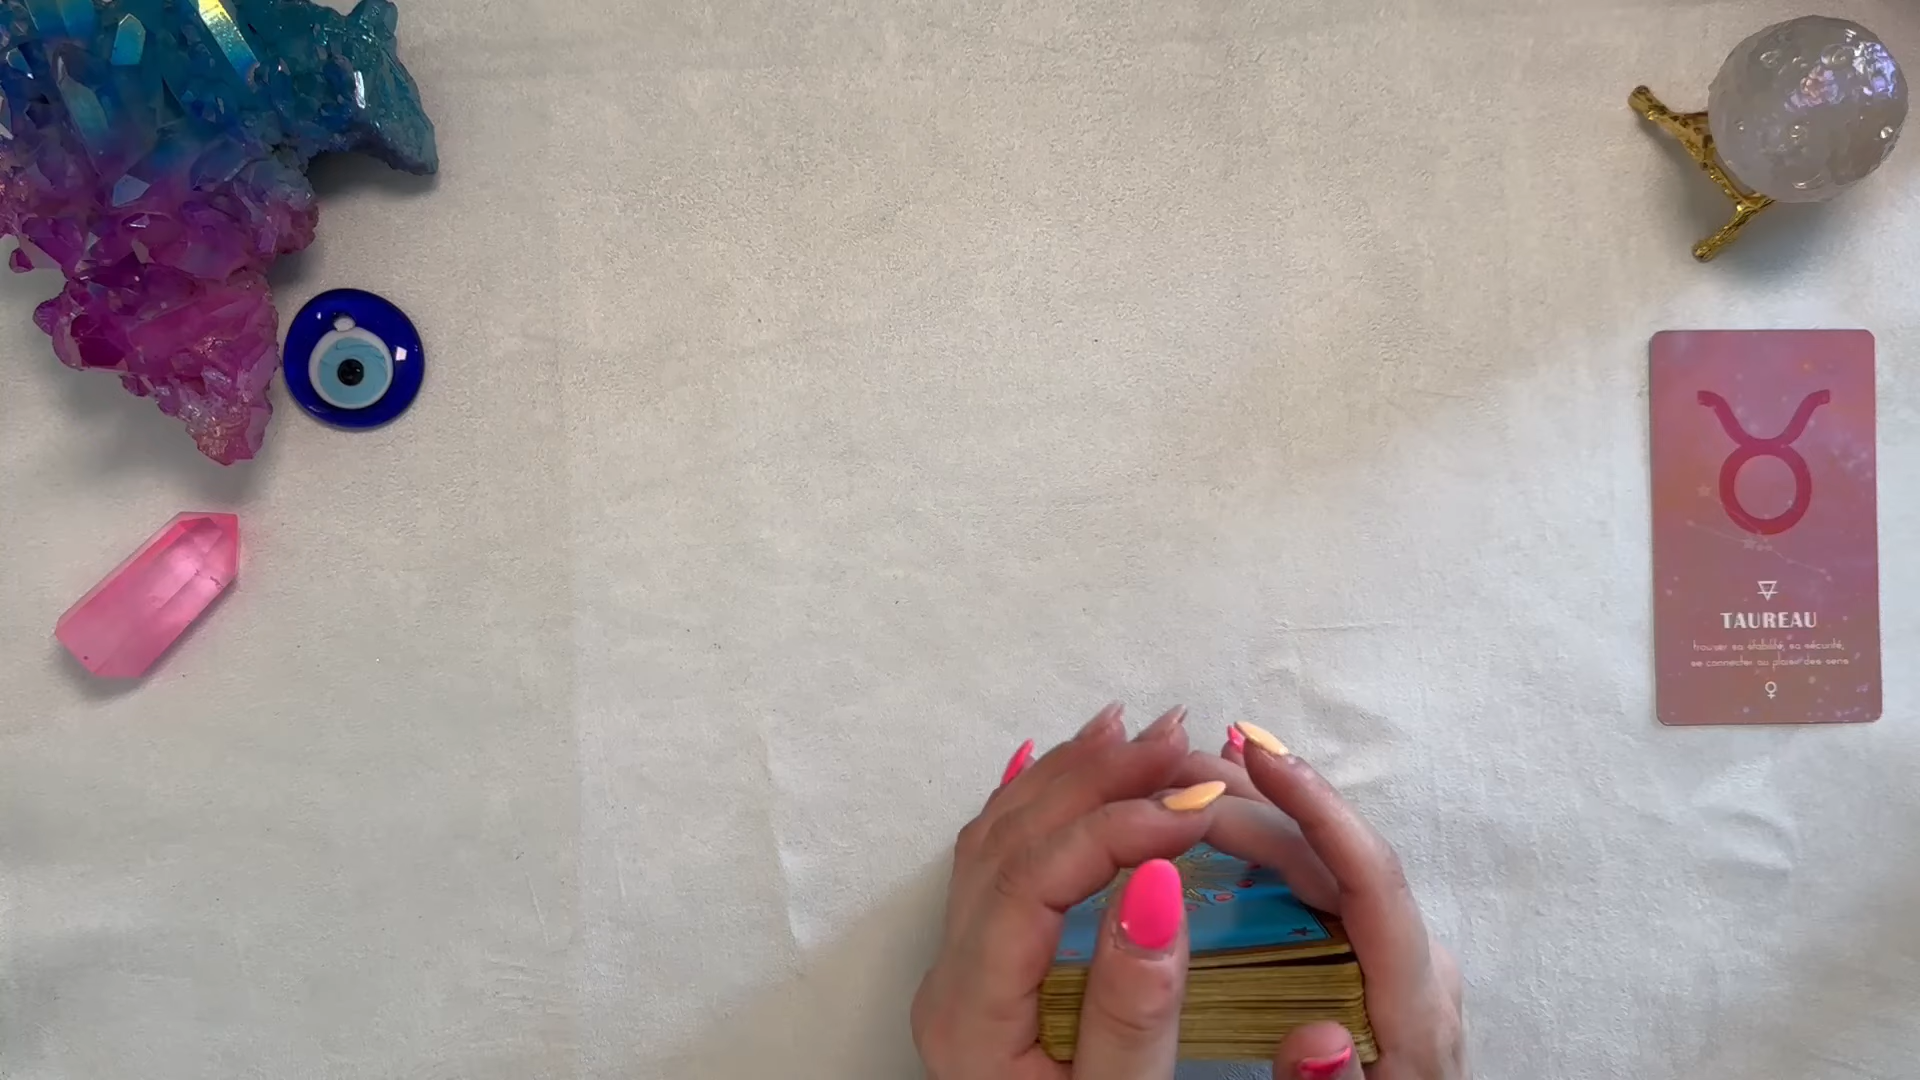 TAUREAU
trouver sa stabilité, sa sécurité,
se connecter au plaisir des sens